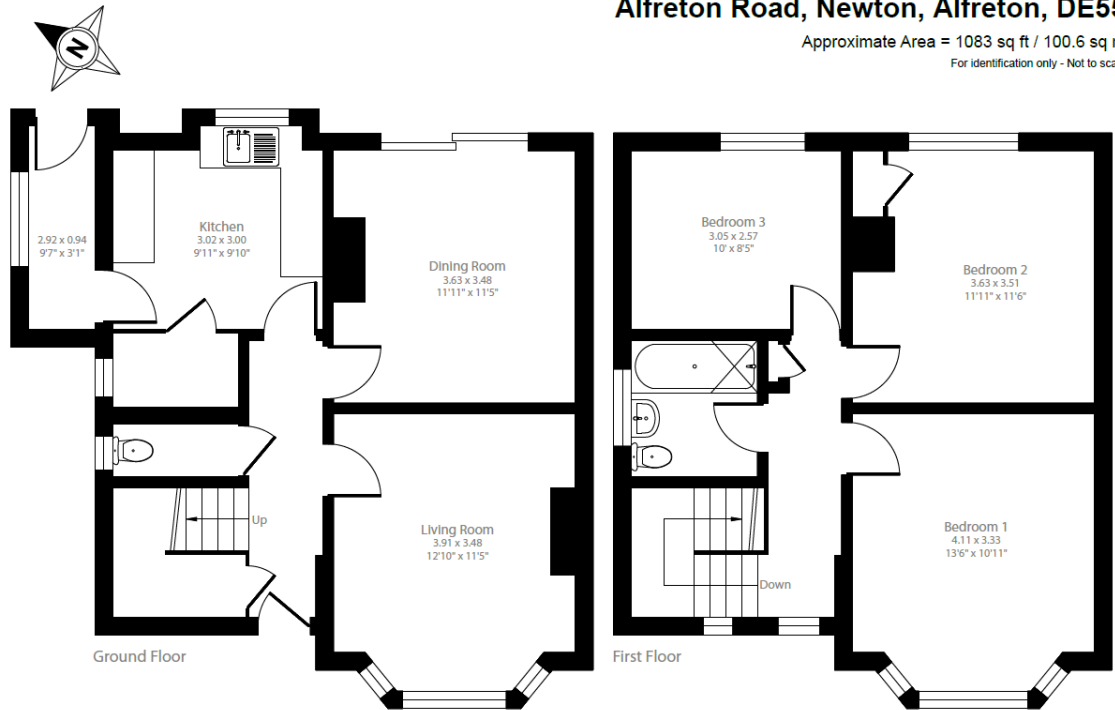 Alfreton Road, Newton, Alfreton, DE55
Approximate Area = 1083 sq ft / 100.6 sq m
For identification only - Not to sca
N
2.92 x 0.94
9'7" x 3'1"
Kitchen
3.02 x 3.00
9'11" x 9'10"
Dining Room
3.63 x 3.48
11'11" x 11'5"
Up
Living Room
3.91 x 3.48
12'10" x 11'5"
Ground Floor
Bedroom 3
3.05 x 2.57
10' x 8'5"
Bedroom 2
3.63 x 3.51
11'11" x 11'6"
Bedroom 1
4.11 x 3.33
13'6" x 10'11"
Down
First Floor